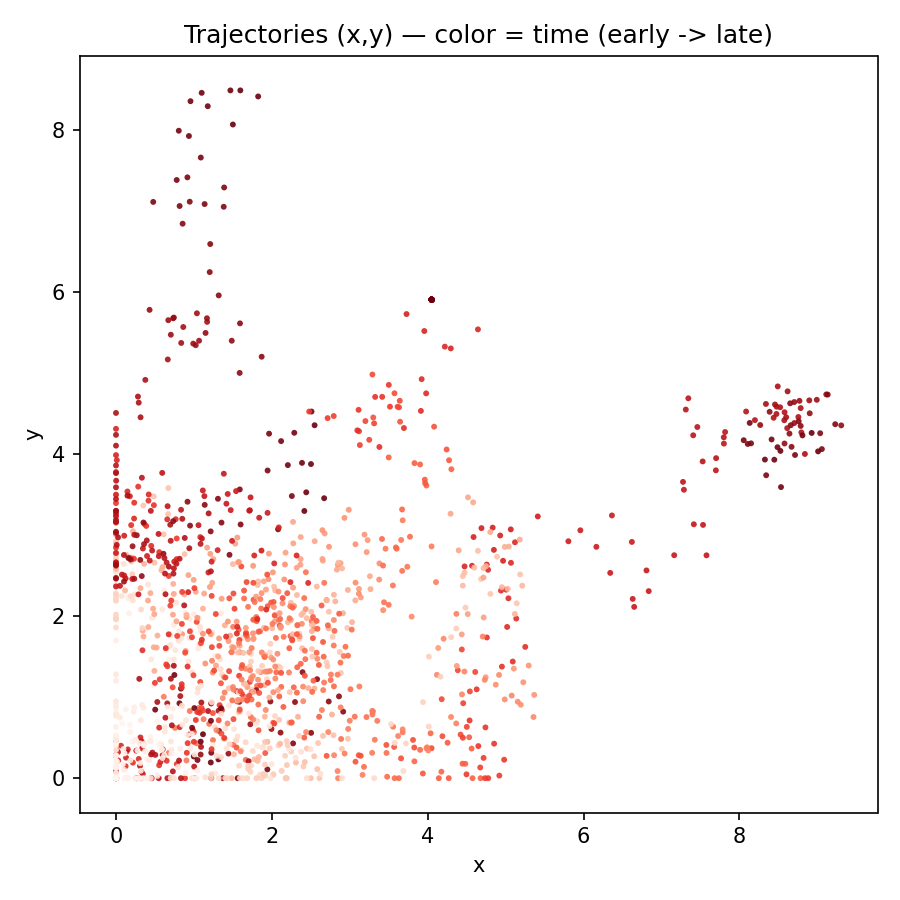 Trajectories (x,y) — color = time (early -> late)
8
6
4
2
0
y
0 2 4 6 8
x